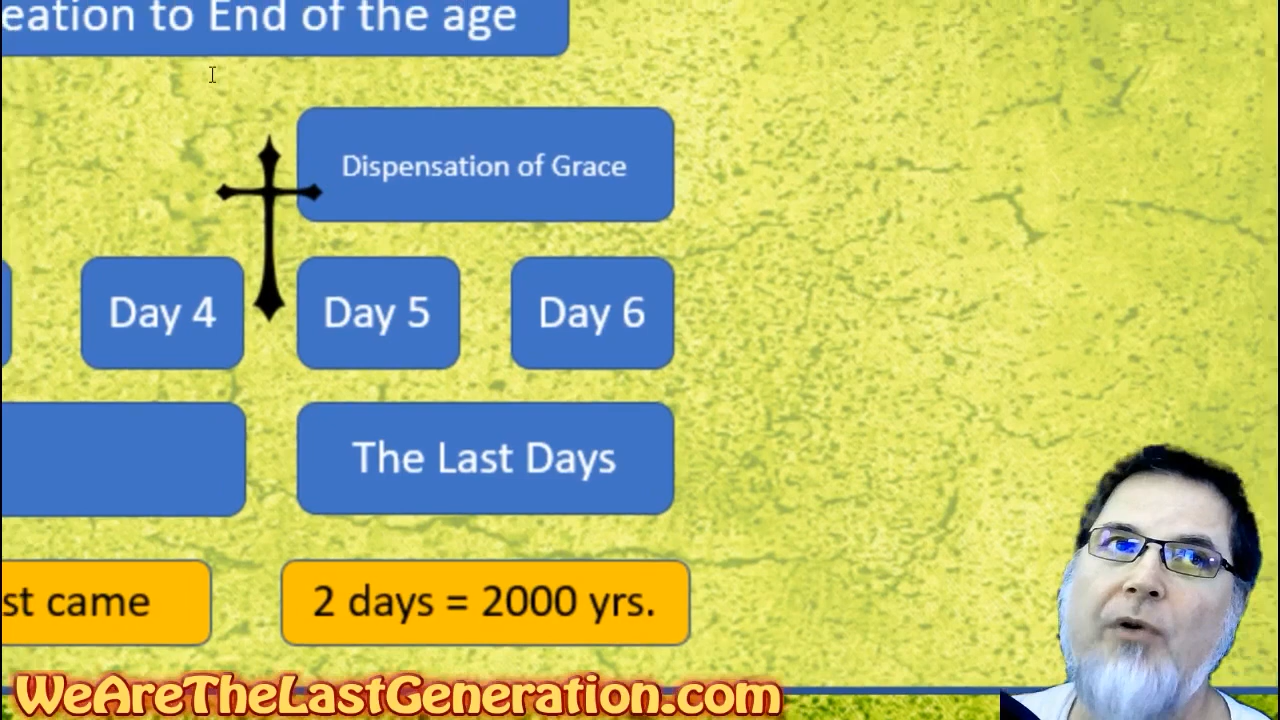 eation to End of the age
Dispensation of Grace
Day 4
Day 5
Day 6
The Last Days
st came
2 days = 2000 yrs.
WeAreTheLastGeneration.com